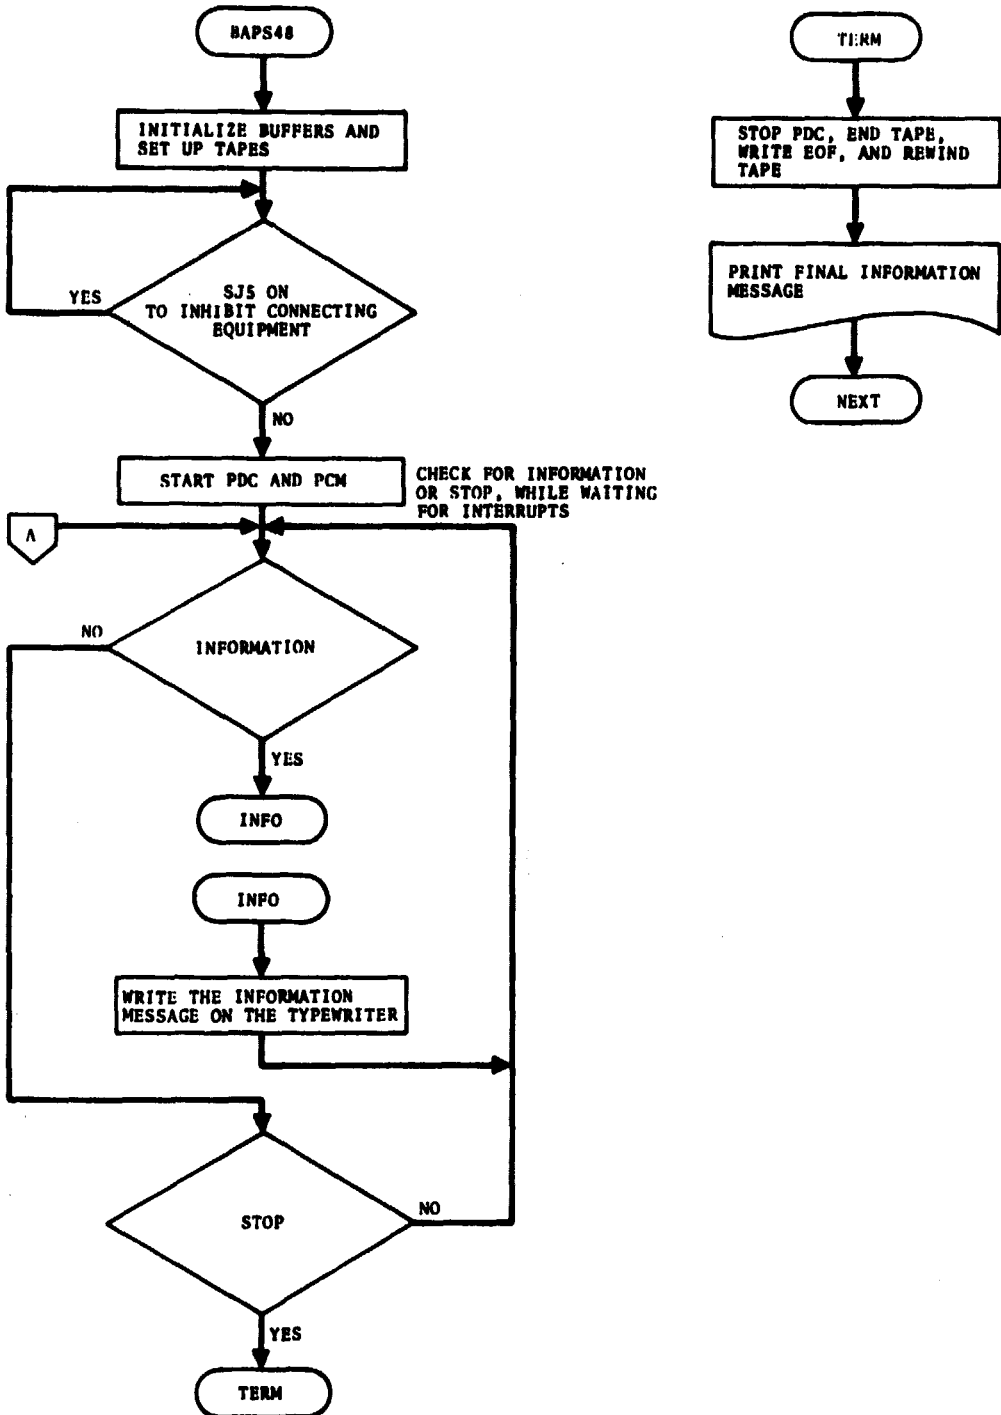 BAPS48
INITIALIZE BUFFERS AND
SET UP TAPES
YES
SJ5 ON
TO INHIBIT CONNECTING
EQUIPMENT
NO
START PDC AND PCM
CHECK FOR INFORMATION
OR STOP, WHILE WAITING
FOR INTERRUPTS
A
NO
INFORMATION
YES
INFO
INFO
WRITE THE INFORMATION
MESSAGE ON THE TYPEWRITER
STOP
NO
YES
TERM
TERM
STOP PDC, END TAPE,
WRITE EOF, AND REWIND
TAPE
PRINT FINAL INFORMATION
MESSAGE
NEXT